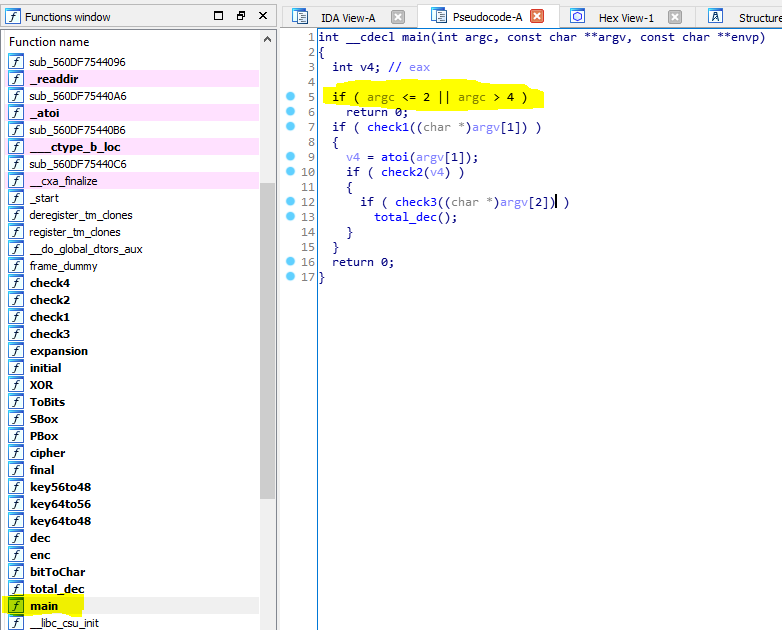 Functions window
Function name
sub_560DF7544096
_readdir
sub_560DF75440A6
_atoi
sub_560DF75440B6
___ctype_b_loc
sub_560DF75440C6
__cxa_finalize
_start
deregister_tm_clones
register_tm_clones
__do_global_dtors_aux
frame_dummy
check4
check2
check1
check3
expansion
initial
XOR
ToBits
SBox
PBox
cipher
final
key56to48
key64to56
key64to48
dec
enc
bitToChar
total_dec
main
__libc_csu_init
IDA View-A Pseudocode-A Hex View-1 Structure
1 int __cdecl main(int argc, const char **argv, const char **envp)
2 {
3 int v4; // eax
4
5 if ( argc <= 2 || argc > 4 )
6 return 0;
7 if ( check1((char *)argv[1]) )
8 {
9 v4 = atoi(argv[1]);
10 if ( check2(v4) )
11 {
12 if ( check3((char *)argv[2]) )
13 total_dec();
14 }
15 }
16 return 0;
17 }